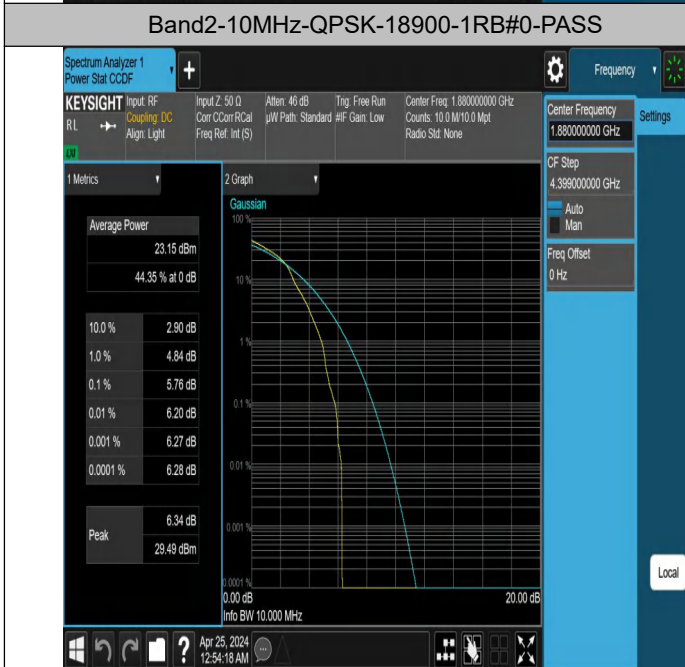 Band2-10MHz-QPSK-18900-1RB#0-PASS
Spectrum Analyzer 1
Power Stat CCDF
+
Frequency
KEYSIGHT
RL
Input: RF
Coupling: DC
Align: Light
Input Z: 50 Ω
Corr CCorr RCal
Freq Ref: Int (S)
Atten: 46 dB
µW Path: Standard
Trig: Free Run
#IF Gain: Low
Center Freq: 1.880000000 GHz
Counts: 10.0 M/10.0 Mpt
Radio Std: None
Center Frequency
1.880000000 GHz
Settings
CF Step
4.399000000 GHz
Auto
Man
Freq Offset
0 Hz
1 Metrics
Average Power
23.15 dBm
44.35 % at 0 dB
10.0 % 2.90 dB
1.0 % 4.84 dB
0.1 % 5.76 dB
0.01 % 6.20 dB
0.001 % 6.27 dB
0.0001 % 6.28 dB
Peak
6.34 dB
29.49 dBm
2 Graph
Gaussian
100 %
10 %
1 %
0.1 %
0.01 %
0.001 %
0.0001 %
0.00 dB 20.00 dB
Info BW 10.000 MHz
Local
? Apr 25, 2024
12:54:18 AM